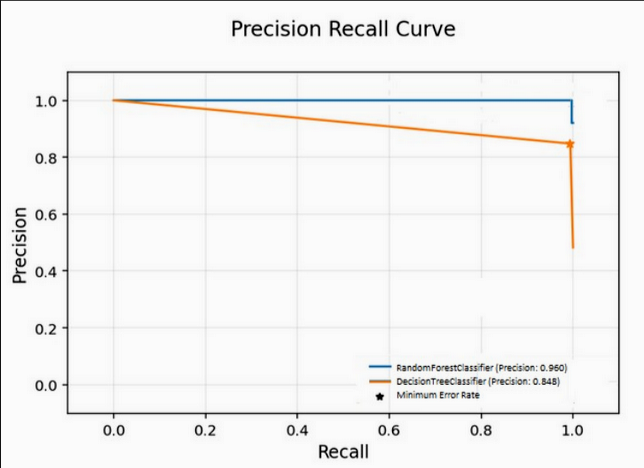 Precision Recall Curve
Precision
1.0
0.8
0.6
0.4
0.2
0.0
RandomForestClassifier (Precision: 0.960)
DecisionTreeClassifier (Precision: 0.848)
Minimum Error Rate
0.0 0.2 0.4 0.6 0.8 1.0
Recall